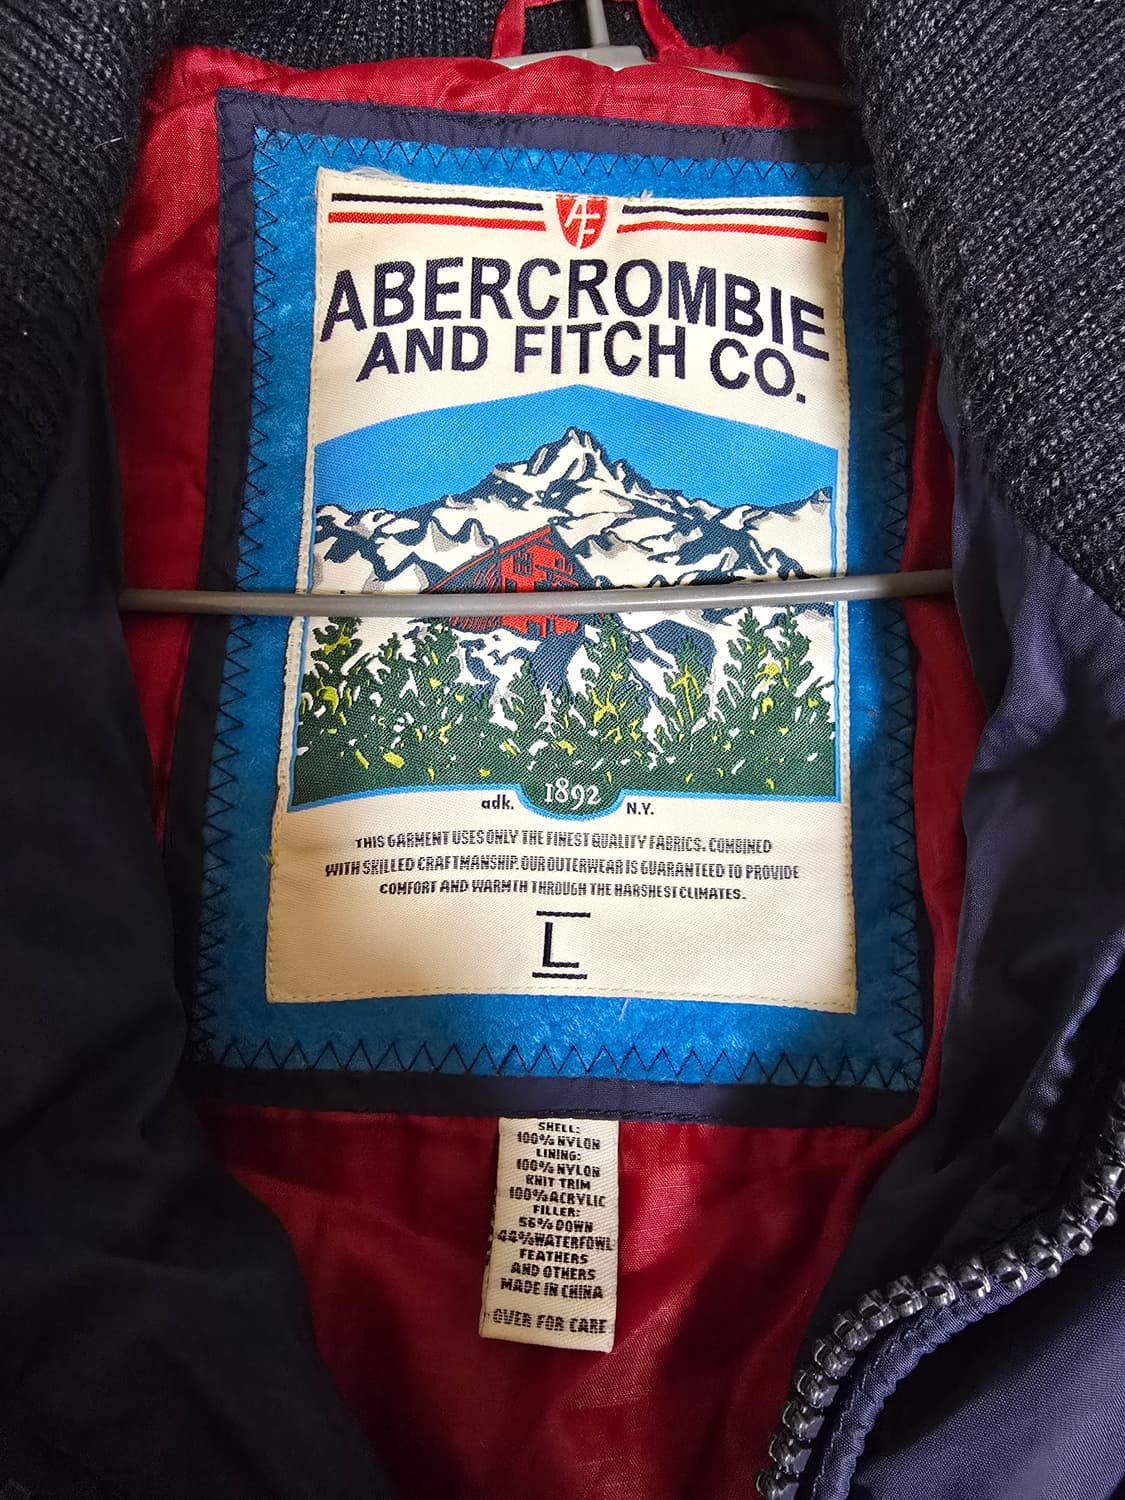 AF
ABERCROMBIE
AND FITCH CO.
adk. 1892 N.Y.
THIS GARMENT USES ONLY THE FINEST QUALITY FABRICS. COMBINED
WITH SKILLED CRAFTMANSHIP. OUR OUTERWEAR IS GUARANTEED TO PROVIDE
COMFORT AND WARMTH THROUGH THE HARSHEST CLIMATES.
L
SHELL:
100% NYLON
LINING:
100% NYLON
KNIT TRIM
100% ACRYLIC
FILLER:
56% DOWN
44% WATERFOWL
FEATHERS
AND OTHERS
MADE IN CHINA
OVER FOR CARE